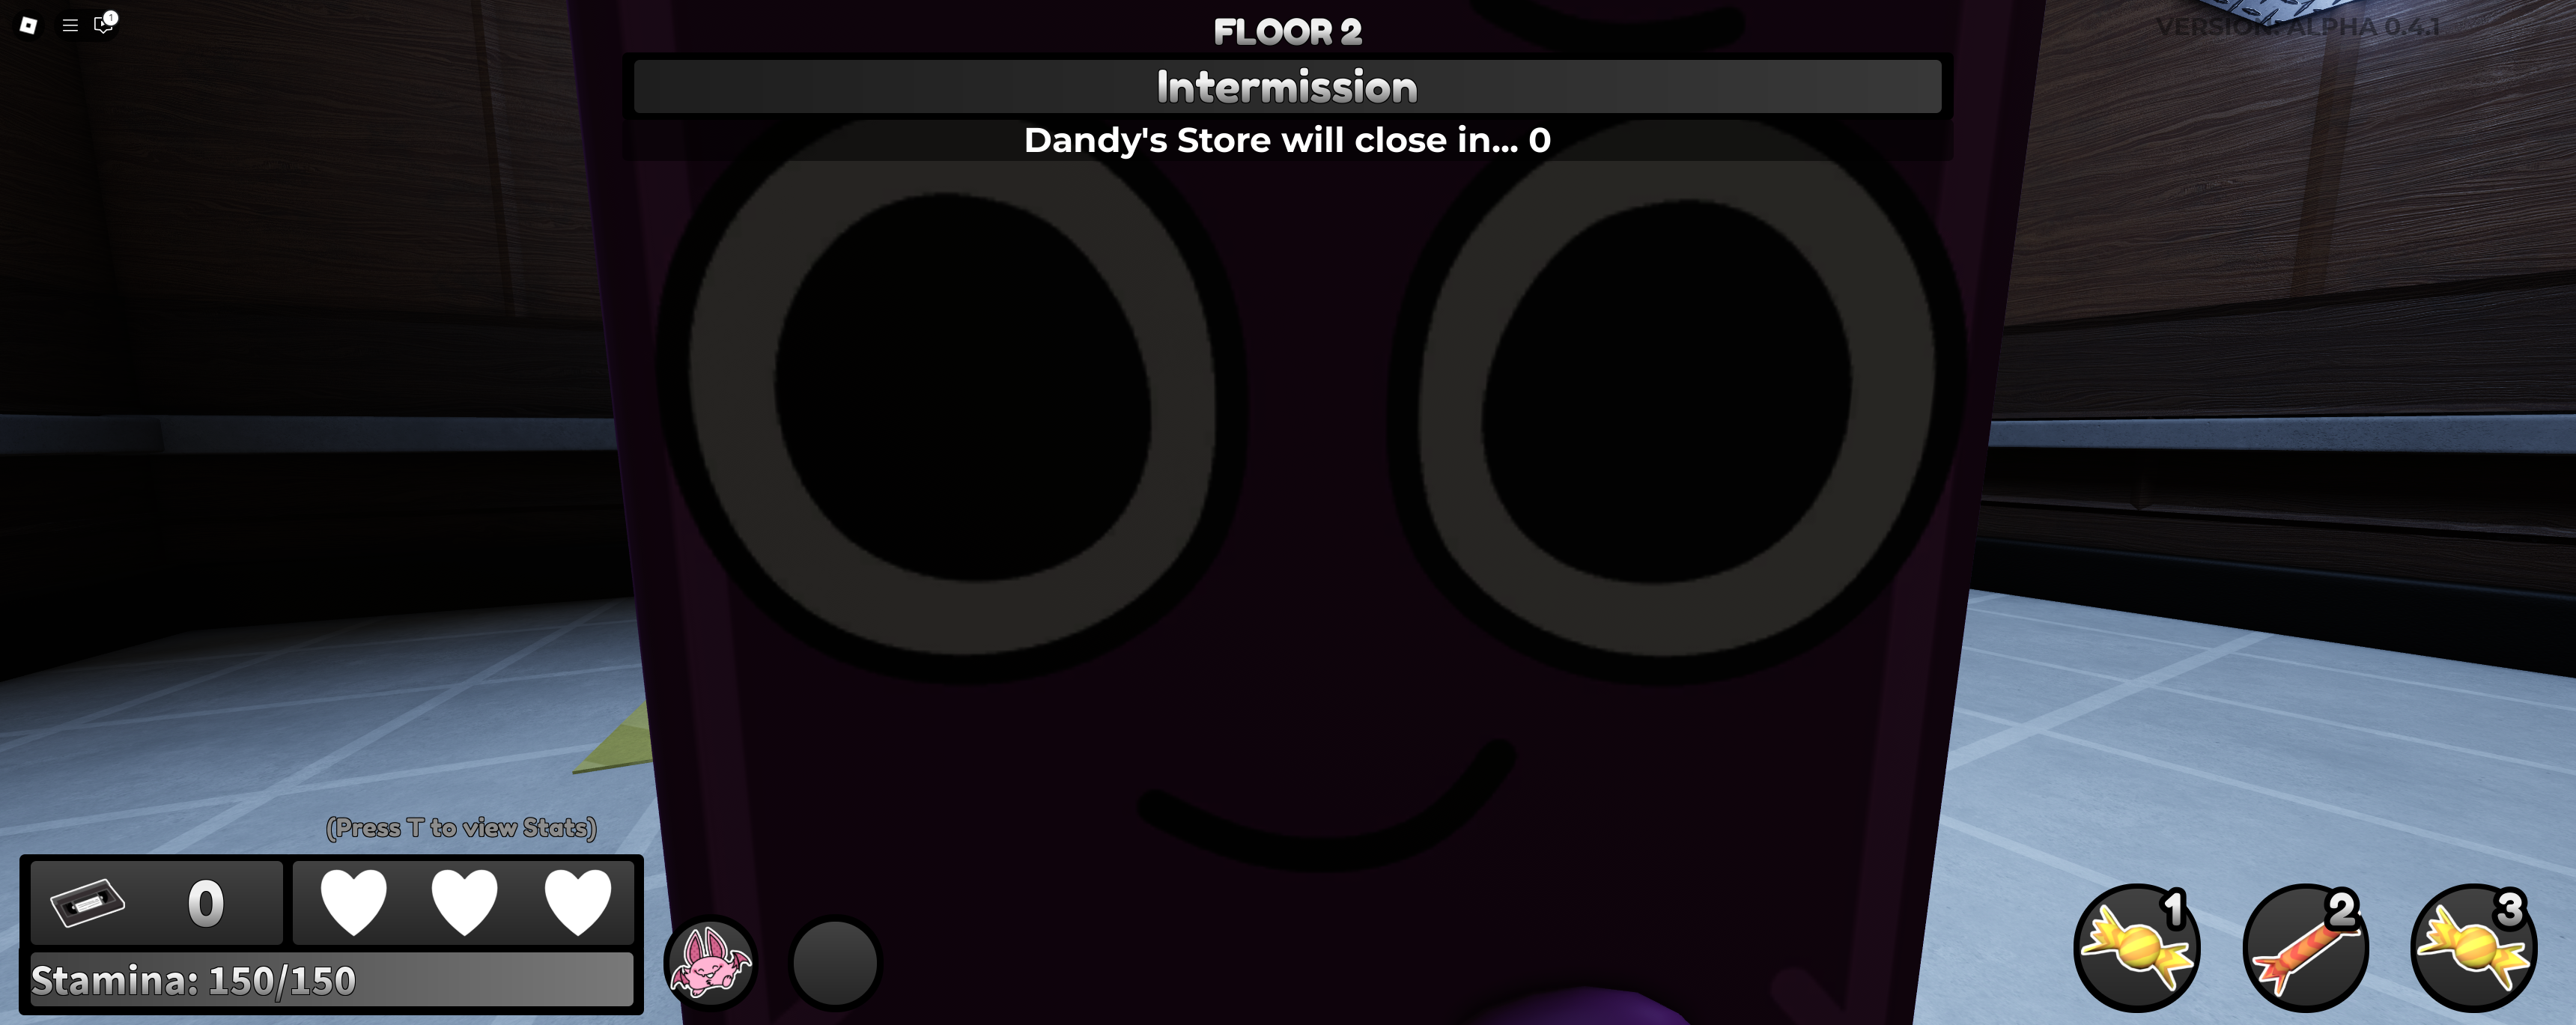 1
FLOOR 2
VERSION: ALPHA 0.4.1
Intermission
Dandy's Store will close in... 0
(Press T to view Stats)
0
Stamina: 150/150
1
2
3